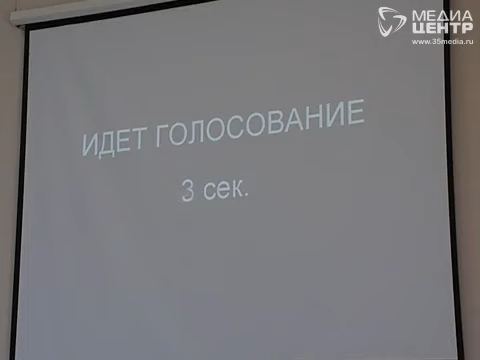 МЕДИА
ЦЕНТР
www.35media.ru
ИДЕТ ГОЛОСОВАНИЕ
3 сек.